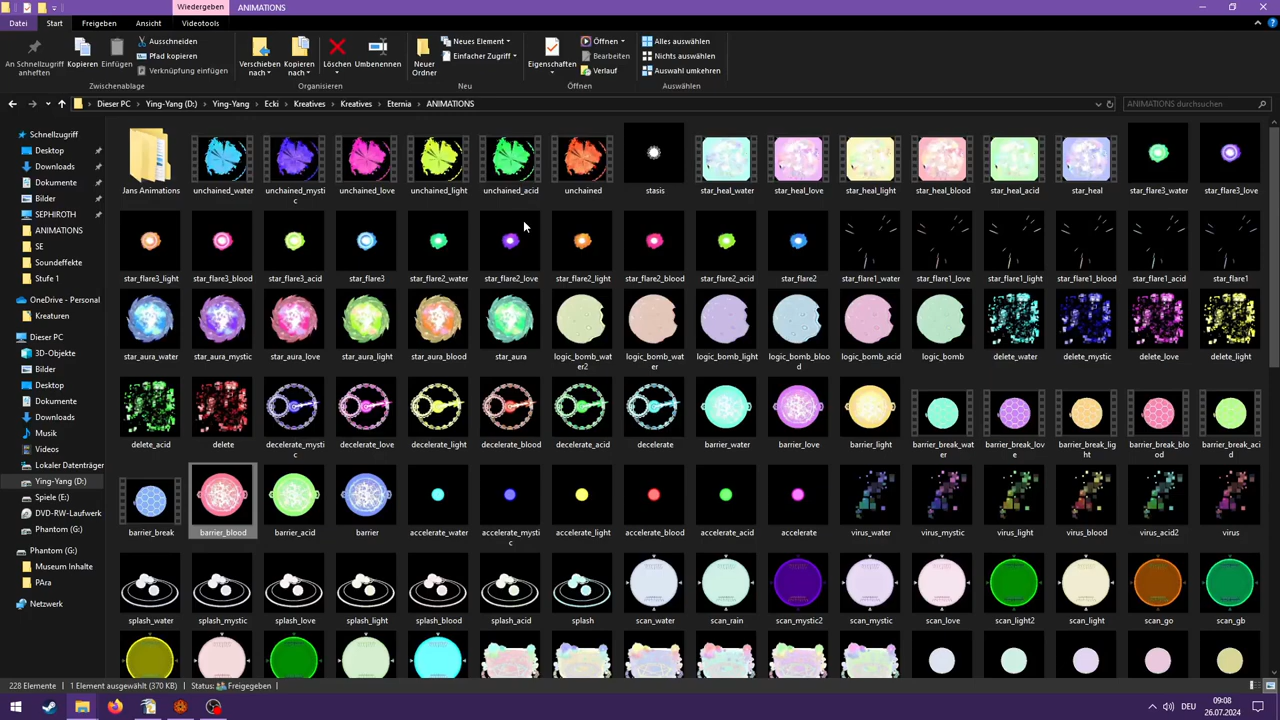 Wiedergeben ANIMATIONS
Datei Start Freigeben Ansicht Videotools
An Schnellzugriff anheften
Kopieren
Einfügen
Ausschneiden
Pfad kopieren
Verknüpfung einfügen
Verschieben nach
Kopieren nach
Löschen
Umbenennen
Neuer Ordner
Neues Element
Einfacher Zugriff
Eigenschaften
Öffnen
Bearbeiten
Verlauf
Alles auswählen
Nichts auswählen
Auswahl umkehren
Zwischenablage Organisieren Neu Öffnen Auswählen
Dieser PC > Ying-Yang (D:) > Ying-Yang > Ecki > Kreatives > Kreatives > Eternia > ANIMATIONS
ANIMATIONS durchsuchen
Schnellzugriff
Desktop
Downloads
Dokumente
Bilder
SEPHIROTH
ANIMATIONS
SE
Soundeffekte
Stufe 1
OneDrive - Personal
Kreaturen
Dieser PC
3D-Objekte
Bilder
Desktop
Dokumente
Downloads
Musik
Videos
Lokaler Datenträger
Ying-Yang (D:)
Spiele (E:)
DVD-RW-Laufwerk
Phantom (G:)
Phantom (G:)
Museum Inhalte
PAra
Netzwerk
Jans Animations unchained_water unchained_mystic unchained_love unchained_light unchained_acid unchained stasis star_heal_water star_heal_love star_heal_light star_heal_blood star_heal_acid star_heal star_flare3_water star_flare3_love
star_flare3_light star_flare3_blood star_flare3_acid star_flare3 star_flare2_water star_flare2_love star_flare2_light star_flare2_blood star_flare2_acid star_flare2 star_flare1_water star_flare1_love star_flare1_light star_flare1_blood star_flare1_acid star_flare1
star_aura_water star_aura_mystic star_aura_love star_aura_light star_aura_blood star_aura logic_bomb_water2 logic_bomb_water logic_bomb_light logic_bomb_blood logic_bomb_acid logic_bomb delete_water delete_mystic delete_love delete_light
delete_acid delete decelerate_mystic decelerate_love decelerate_light decelerate_blood decelerate_acid decelerate barrier_water barrier_love barrier_light barrier_break_water barrier_break_love barrier_break_light barrier_break_blood barrier_break_acid
barrier_break barrier_blood barrier_acid barrier accelerate_water accelerate_mystic accelerate_light accelerate_blood accelerate_acid accelerate virus_water virus_mystic virus_light virus_blood virus_acid2 virus
splash_water splash_mystic splash_love splash_light splash_blood splash_acid splash scan_water scan_rain scan_mystic2 scan_mystic scan_love scan_light2 scan_light scan_go scan_gb
228 Elemente 1 Element ausgewählt (370 KB) Status: Freigegeben
DEU
09:08
26.07.2024